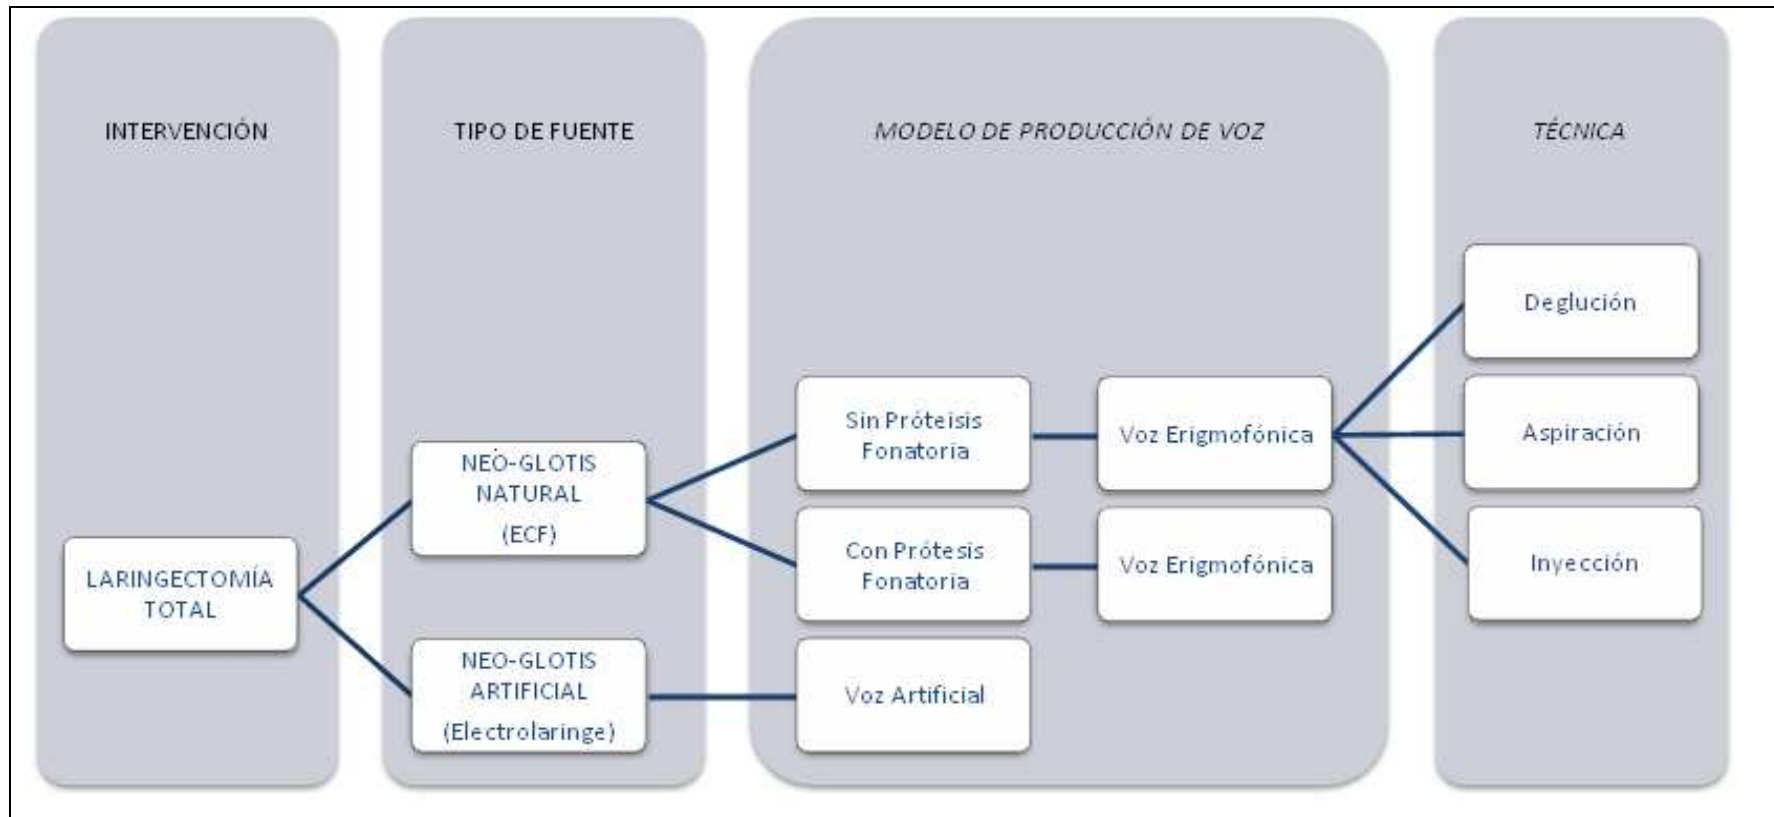 INTERVENCIÓN
TIPO DE FUENTE
MODELO DE PRODUCCIÓN DE VOZ
TÉCNICA
LARINGECTOMÍA
TOTAL
NEO-GLOTIS
NATURAL
(ECF)
NEO-GLOTIS
ARTIFICIAL
(Electrolaringe)
Sin Próteisis
Fonatoria
Con Prótesis
Fonatoria
Voz Artificial
Voz Erigmofónica
Voz Erigmofónica
Deglución
Aspiración
Inyección